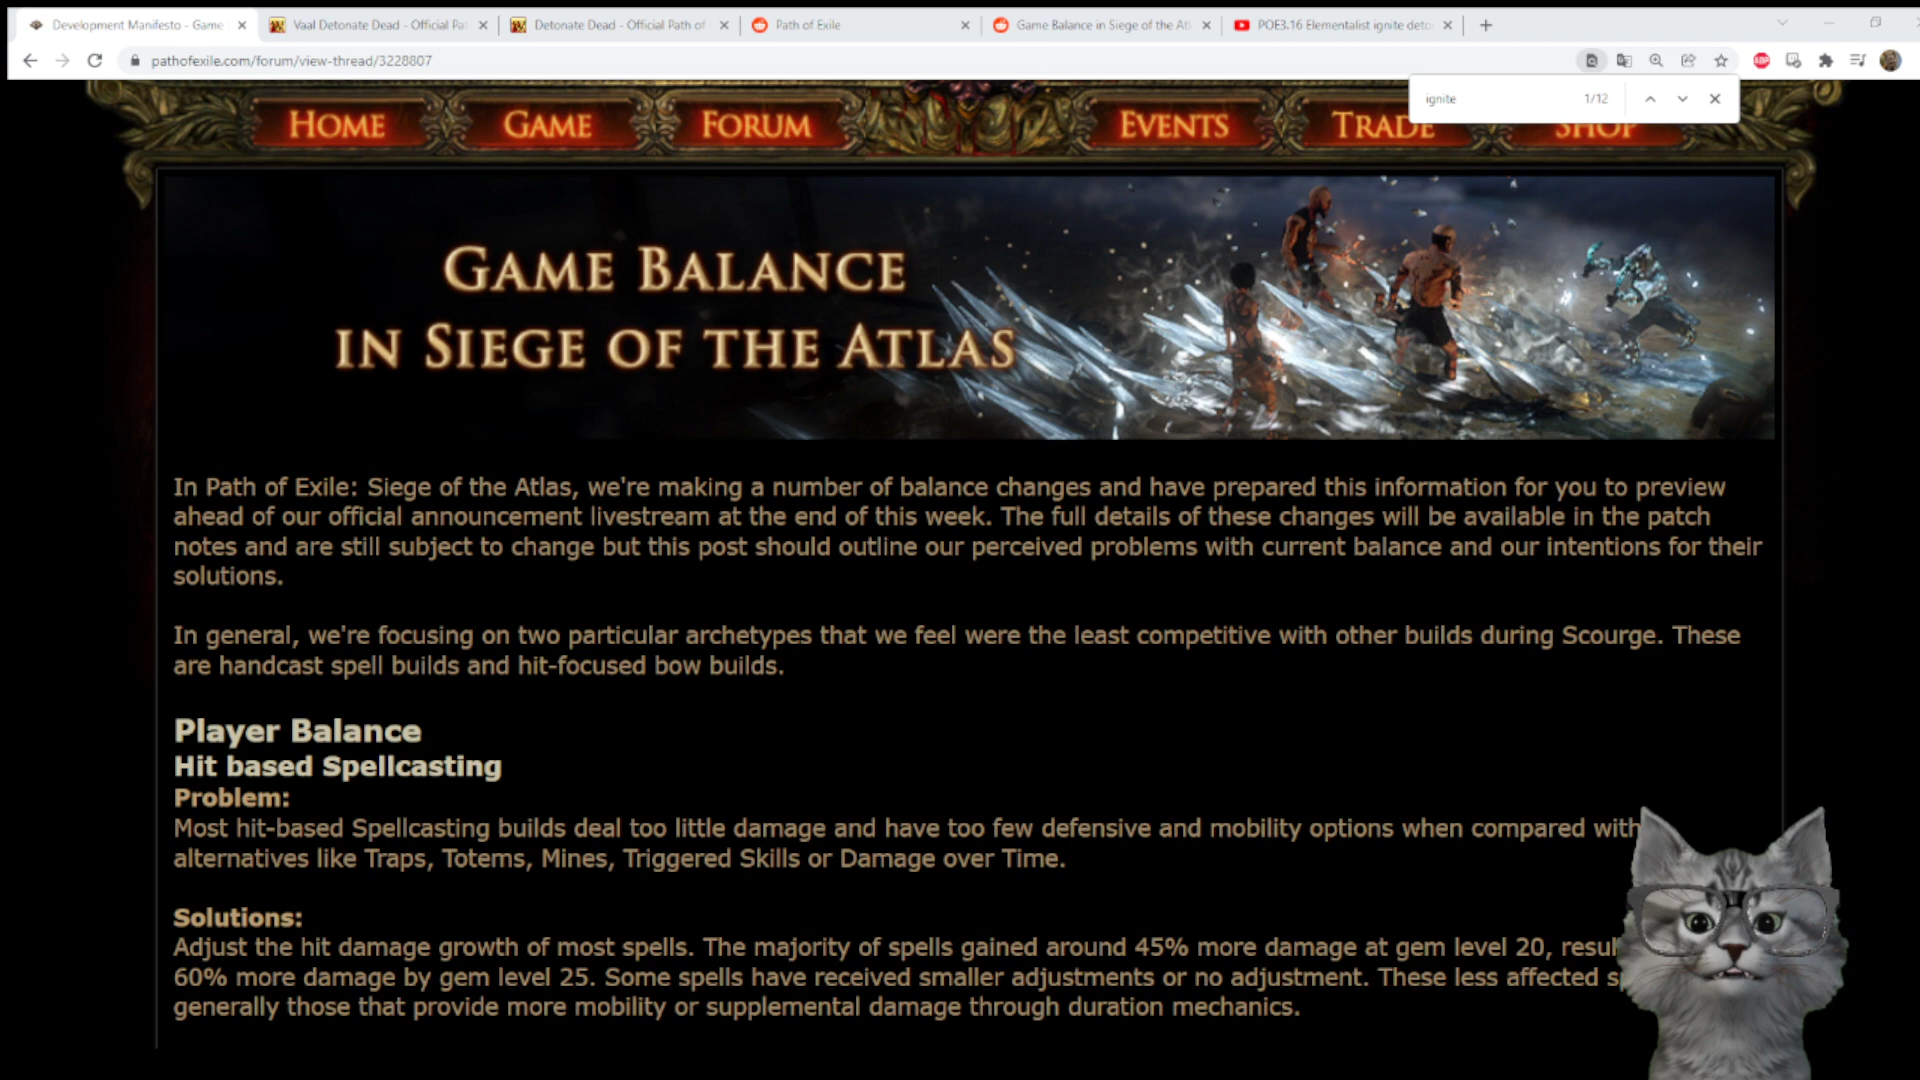 Development Manifesto - Game
Vaal Detonate Dead - Official Pat
Detonate Dead - Official Path of
Path of Exile
Game Balance in Siege of the Atl
POE3.16 Elementalist ignite deto
pathofexile.com/forum/view-thread/3228807
ignite
1/12
HOME
GAME
FORUM
EVENTS
TRADE
SHOP
GAME BALANCE
IN SIEGE OF THE ATLAS
In Path of Exile: Siege of the Atlas, we're making a number of balance changes and have prepared this information for you to preview
ahead of our official announcement livestream at the end of this week. The full details of these changes will be available in the patch
notes and are still subject to change but this post should outline our perceived problems with current balance and our intentions for their
solutions.
In general, we're focusing on two particular archetypes that we feel were the least competitive with other builds during Scourge. These
are handcast spell builds and hit-focused bow builds.
Player Balance
Hit based Spellcasting
Problem:
Most hit-based Spellcasting builds deal too little damage and have too few defensive and mobility options when compared with
alternatives like Traps, Totems, Mines, Triggered Skills or Damage over Time.
Solutions:
Adjust the hit damage growth of most spells. The majority of spells gained around 45% more damage at gem level 20, resul
60% more damage by gem level 25. Some spells have received smaller adjustments or no adjustment. These less affected s
generally those that provide more mobility or supplemental damage through duration mechanics.